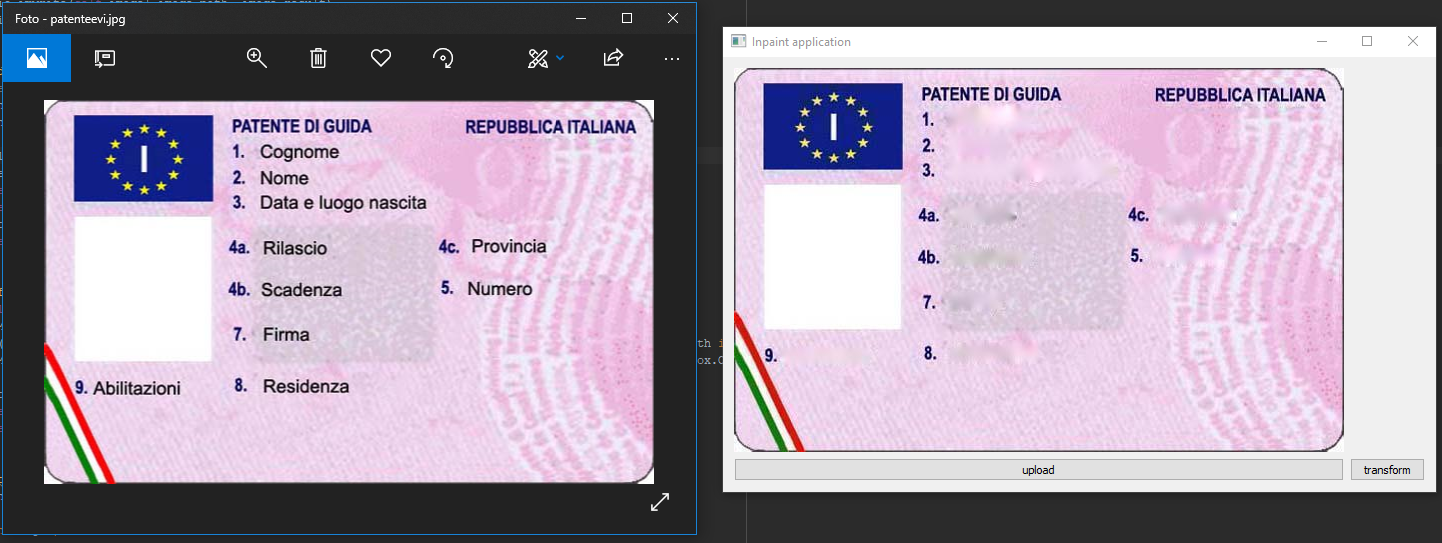 Foto - patenteevi.jpg
I
PATENTE DI GUIDA
REPUBBLICA ITALIANA
1. Cognome
2. Nome
3. Data e luogo nascita
4a. Rilascio
4c. Provincia
4b. Scadenza
5. Numero
7. Firma
9. Abilitazioni
8. Residenza
th i
ox.
Inpaint application
I
PATENTE DI GUIDA
REPUBBLICA ITALIANA
1.
2.
3.
4a.
4c.
4b.
5.
7.
9.
8.
upload
transform